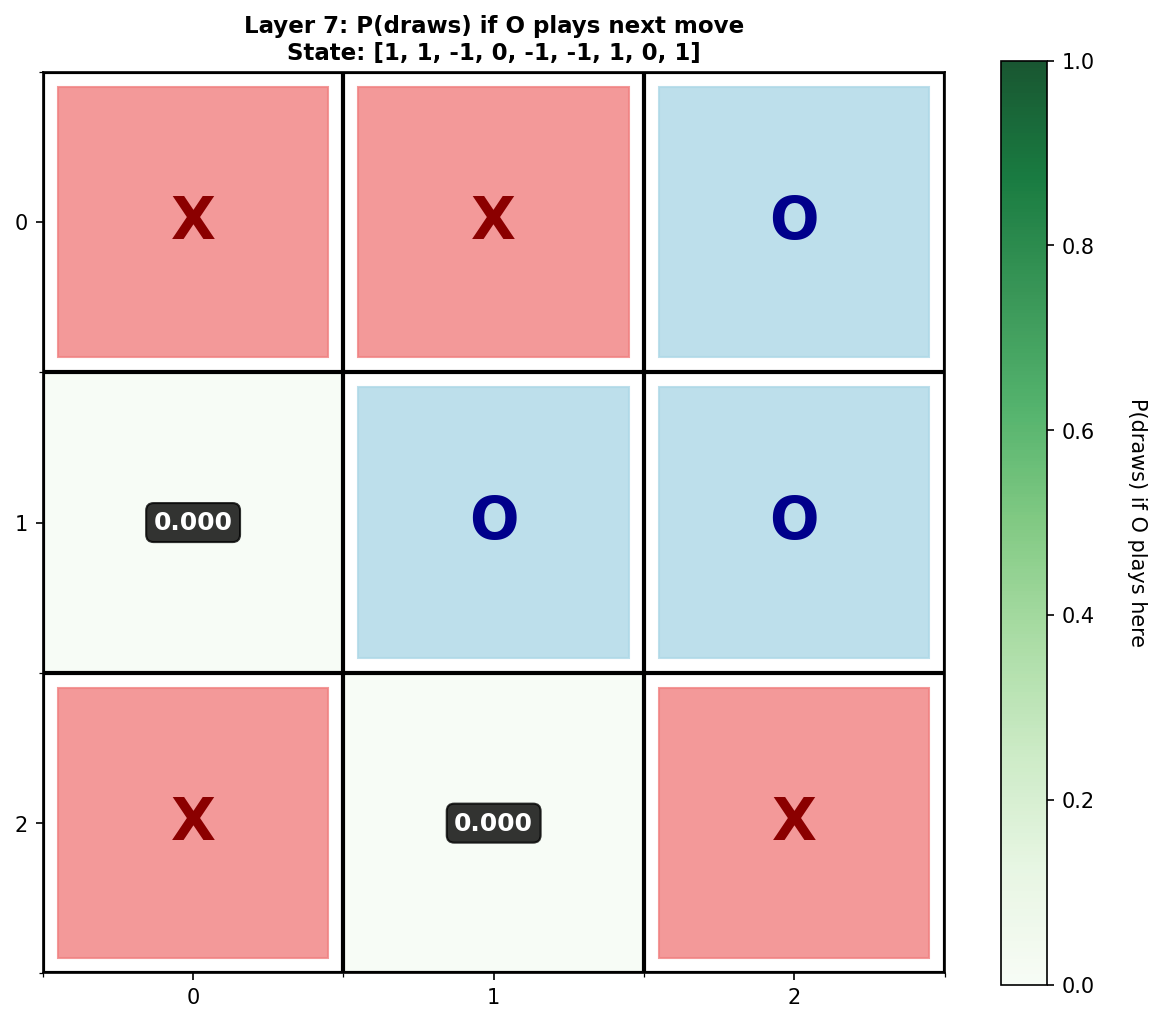 Layer 7: P(draws) if O plays next move
State: [1, 1, -1, 0, -1, -1, 1, 0, 1]
0
X
X
O
1
0.000
O
O
2
X
0.000
X
0
1
2
1.0
0.8
0.6
0.4
0.2
0.0
P(draws) if O plays here